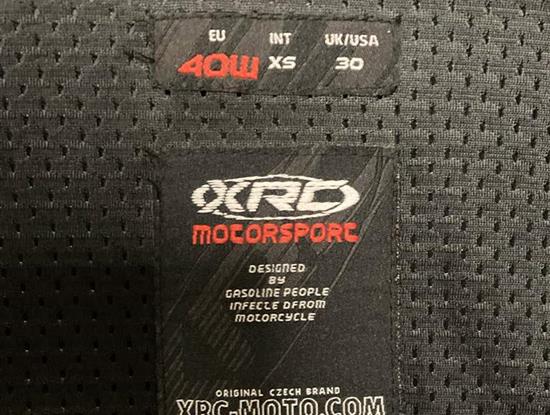 EU INT UK/USA
40W XS 30
XRC
MOTORSPORT
DESIGNED
BY
GASOLINE PEOPLE
INFECTE DFROM
MOTORCYCLE
ORIGINAL CZECH BRAND
XRC-MOTO.COM